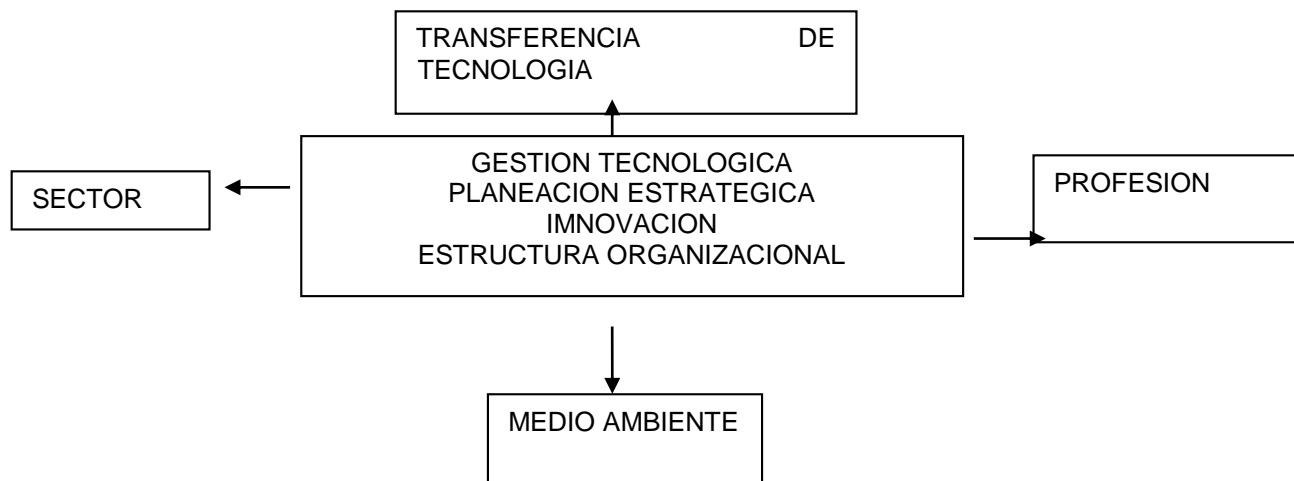 TRANSFERENCIA DE
TECNOLOGIA
GESTION TECNOLOGICA
PLANEACION ESTRATEGICA
IMNOVACION
ESTRUCTURA ORGANIZACIONAL
SECTOR
PROFESION
MEDIO AMBIENTE